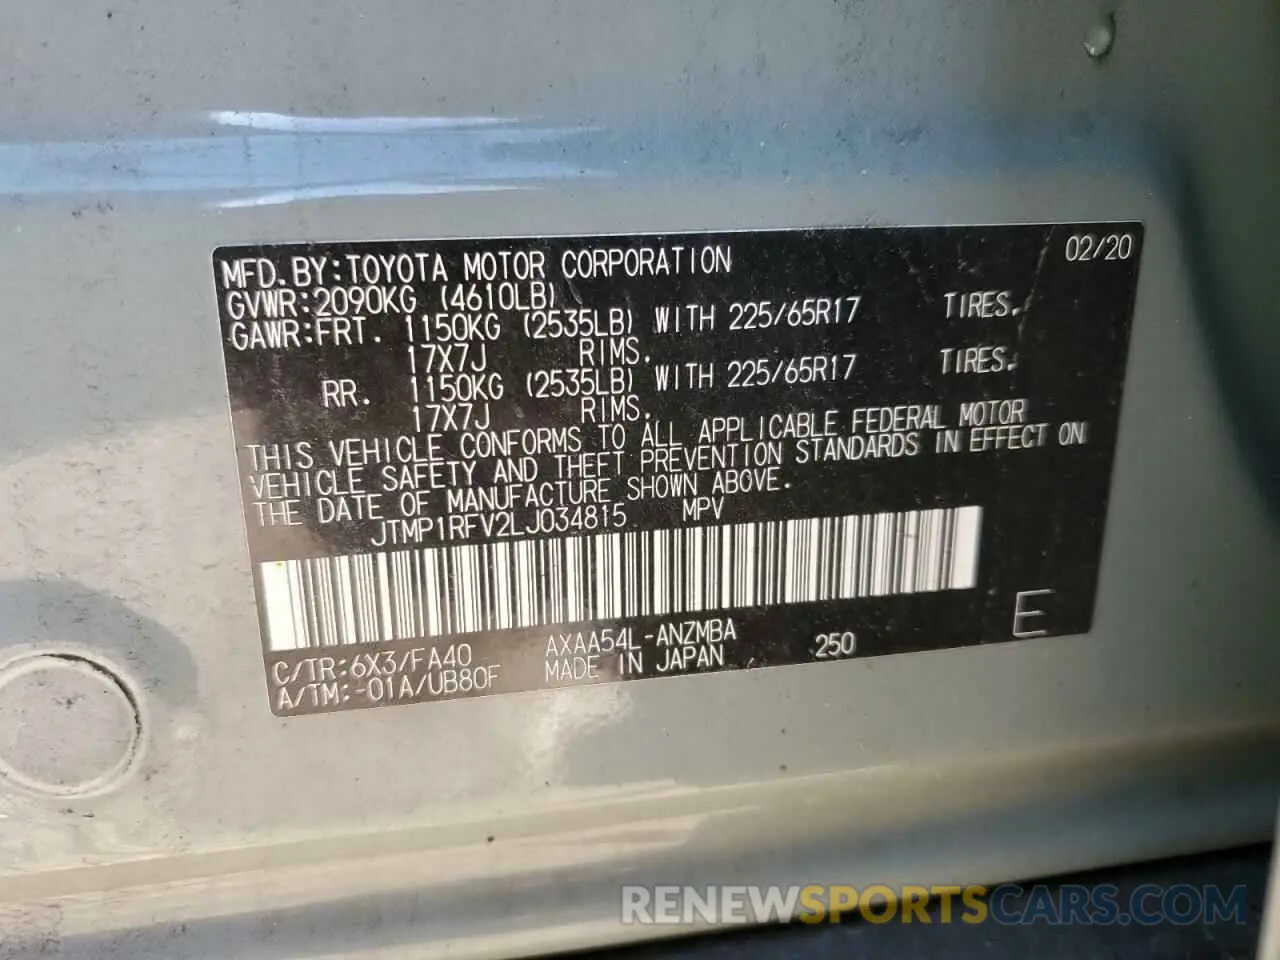 MFD.BY:TOYOTA MOTOR CORPORATION 02/20
GVWR:2090KG (4610LB)
GAWR:FRT. 1150KG (2535LB) WITH 225/65R17 TIRES.
17X7J RIMS.
RR. 1150KG (2535LB) WITH 225/65R17 TIRES.
17X7J RIMS.
THIS VEHICLE CONFORMS TO ALL APPLICABLE FEDERAL MOTOR
VEHICLE SAFETY AND THEFT PREVENTION STANDARDS IN EFFECT ON
THE DATE OF MANUFACTURE SHOWN ABOVE.
JTMP1RFV2LJ034815 MPV
E
C/TR:6X3/FA40 AXAA54L-ANZMBA 250
A/TM:-01A/UB80F MADE IN JAPAN
RENEWSPORTSCARS.COM